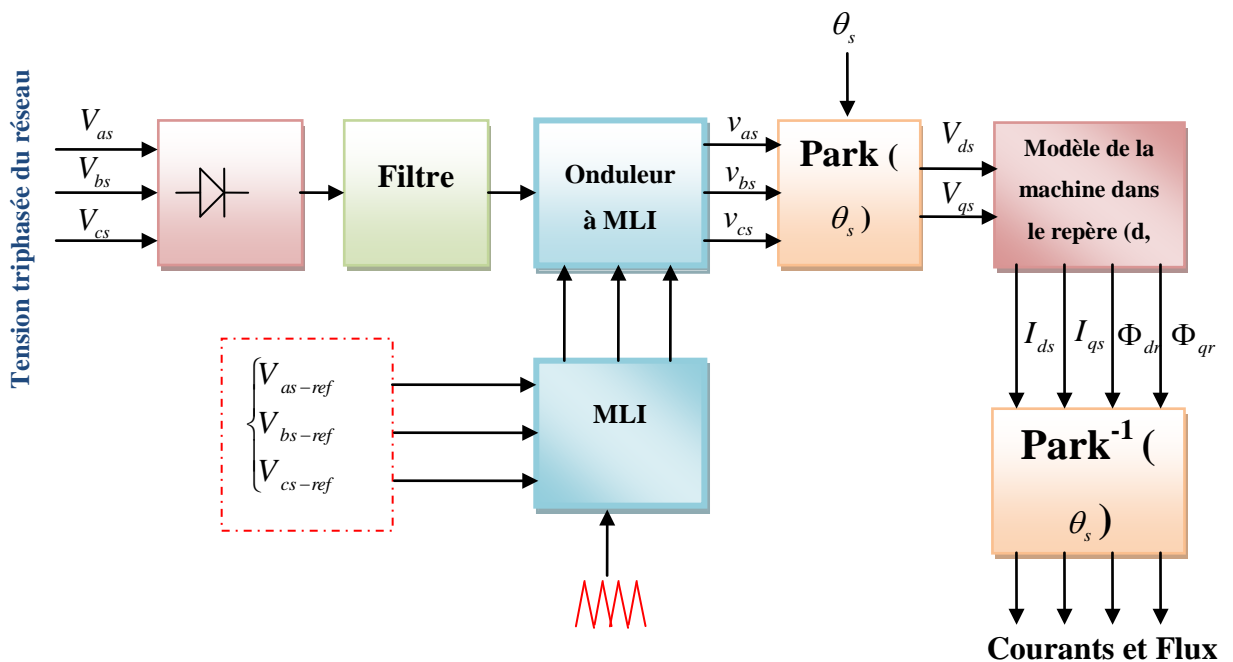 Tension triphasée du réseau
V_as
V_bs
V_cs
Filtre
Onduleur
à MLI
v_as
v_bs
v_cs
θ_s
Park (
θ_s )
V_ds
V_qs
Modèle de la
machine dans
le repère (d,
I_ds
I_qs
Φ_dr
Φ_qr
V_as-ref
V_bs-ref
V_cs-ref
MLI
Park^-1 (
θ_s )
Courants et Flux